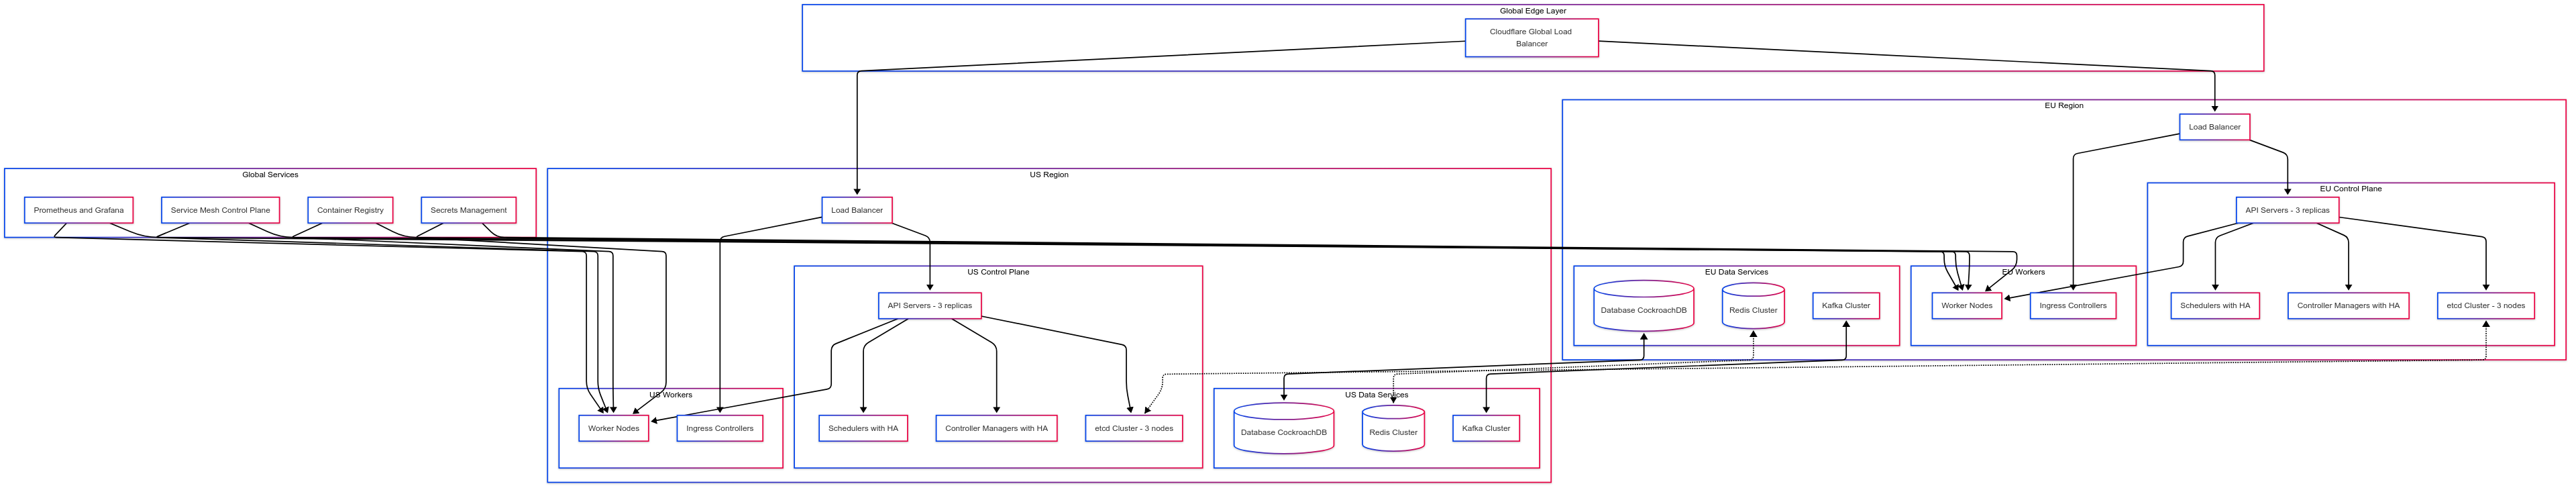 Global Edge Layer
Cloudflare Global Load
Balancer
EU Region
Load Balancer
Global Services
Prometheus and Grafana
Service Mesh Control Plane
Container Registry
Secrets Management
US Region
Load Balancer
EU Control Plane
API Servers - 3 replicas
US Control Plane
API Servers - 3 replicas
EU Data Services
Database CockroachDB
Redis Cluster
Kafka Cluster
EU Workers
Worker Nodes
Ingress Controllers
Schedulers with HA
Controller Managers with HA
etcd Cluster - 3 nodes
US Workers
Worker Nodes
Ingress Controllers
Schedulers with HA
Controller Managers with HA
etcd Cluster - 3 nodes
US Data Services
Database CockroachDB
Redis Cluster
Kafka Cluster